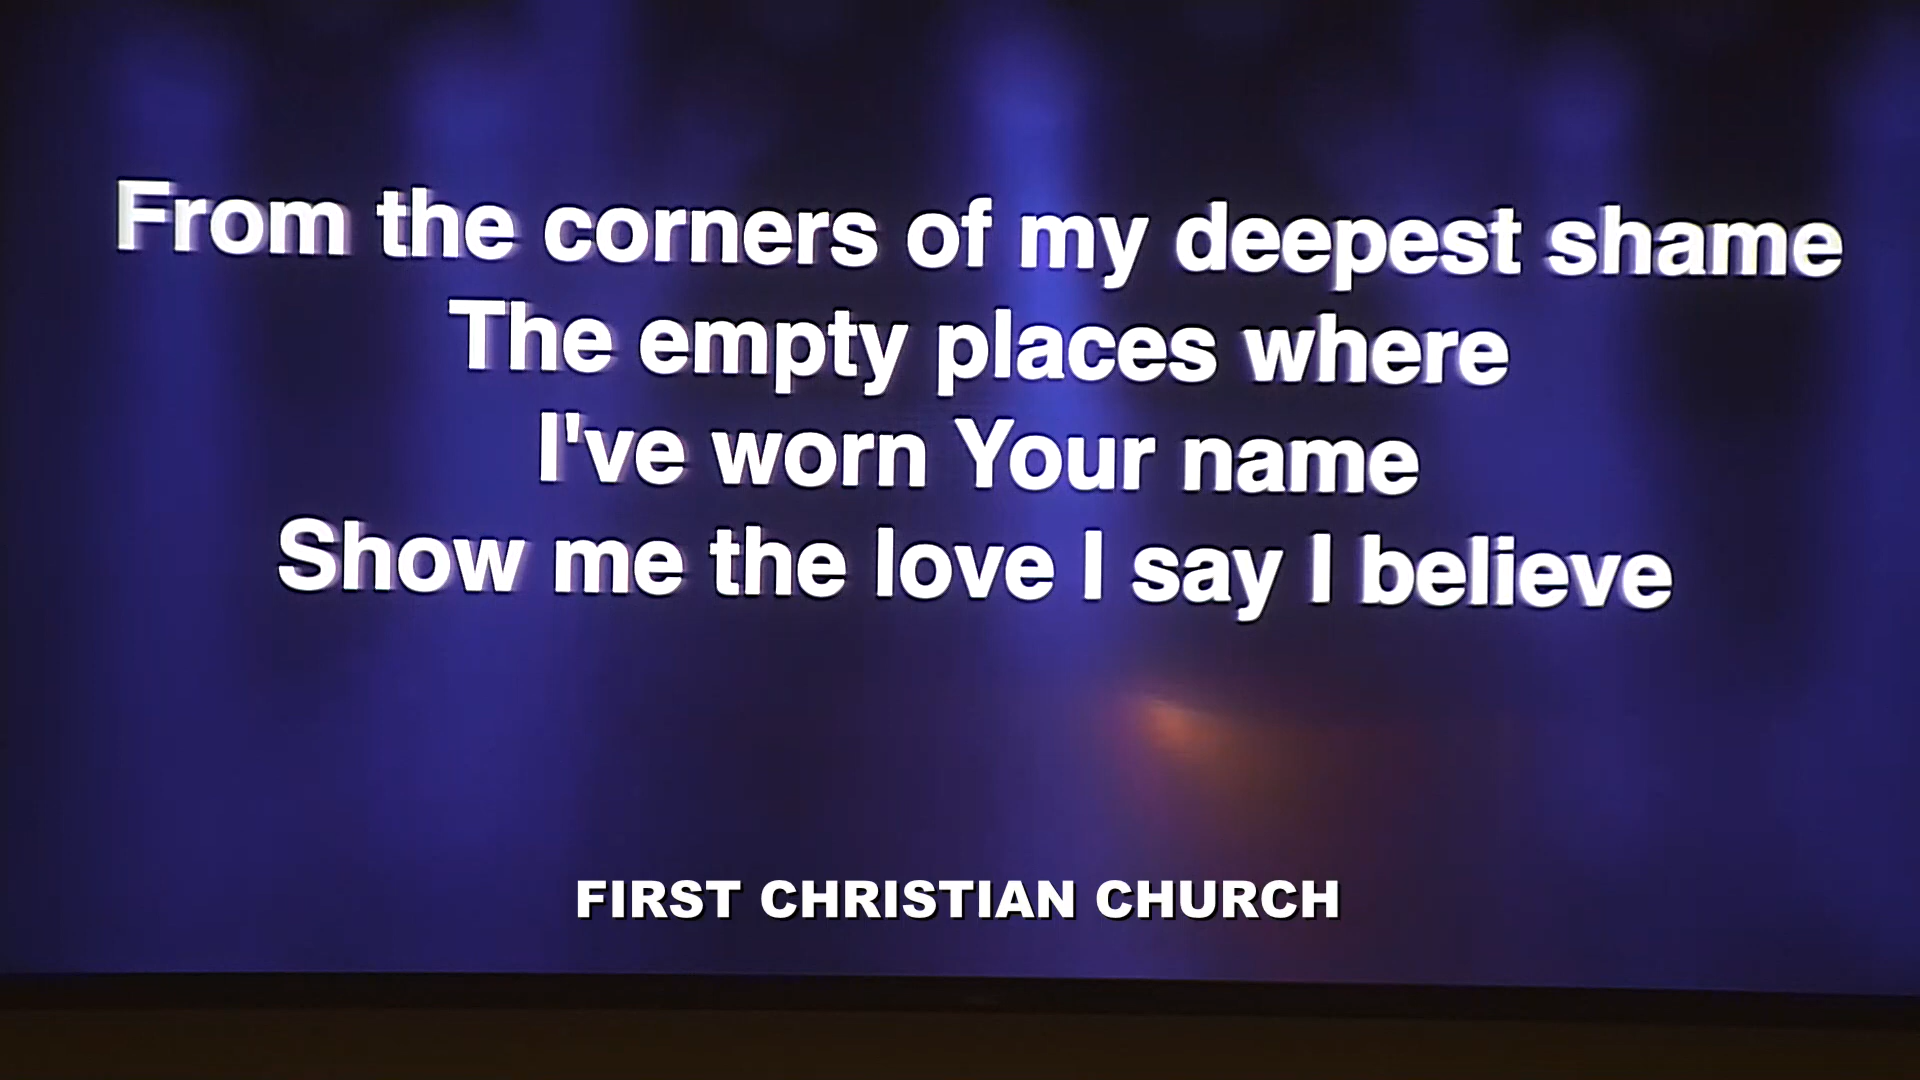 From the corners of my deepest shame
The empty places where
I've worn Your name
Show me the love I say I believe
FIRST CHRISTIAN CHURCH